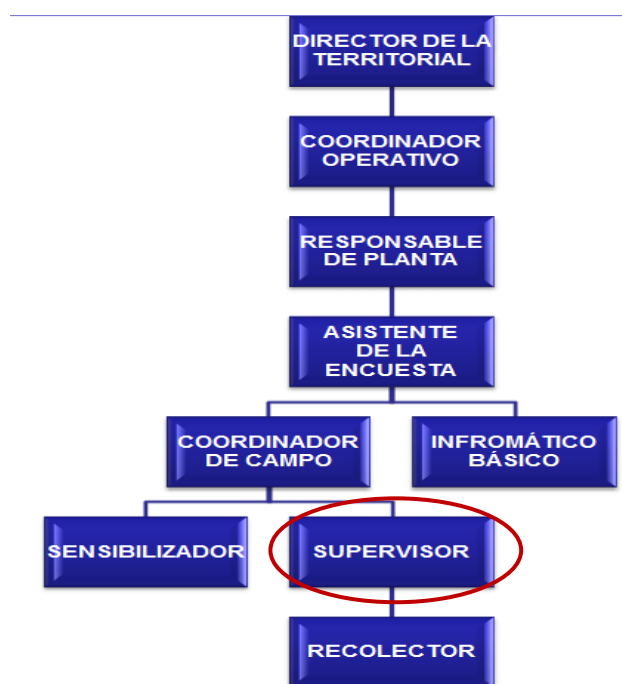 DIRECTOR DE LA
TERRITORIAL
COORDINADOR
OPERATIVO
RESPONSABLE
DE PLANTA
ASISTENTE
DE LA
ENCUESTA
COORDINADOR
DE CAMPO
INFROMÁTICO
BÁSICO
SENSIBILIZADOR
SUPERVISOR
RECOLECTOR